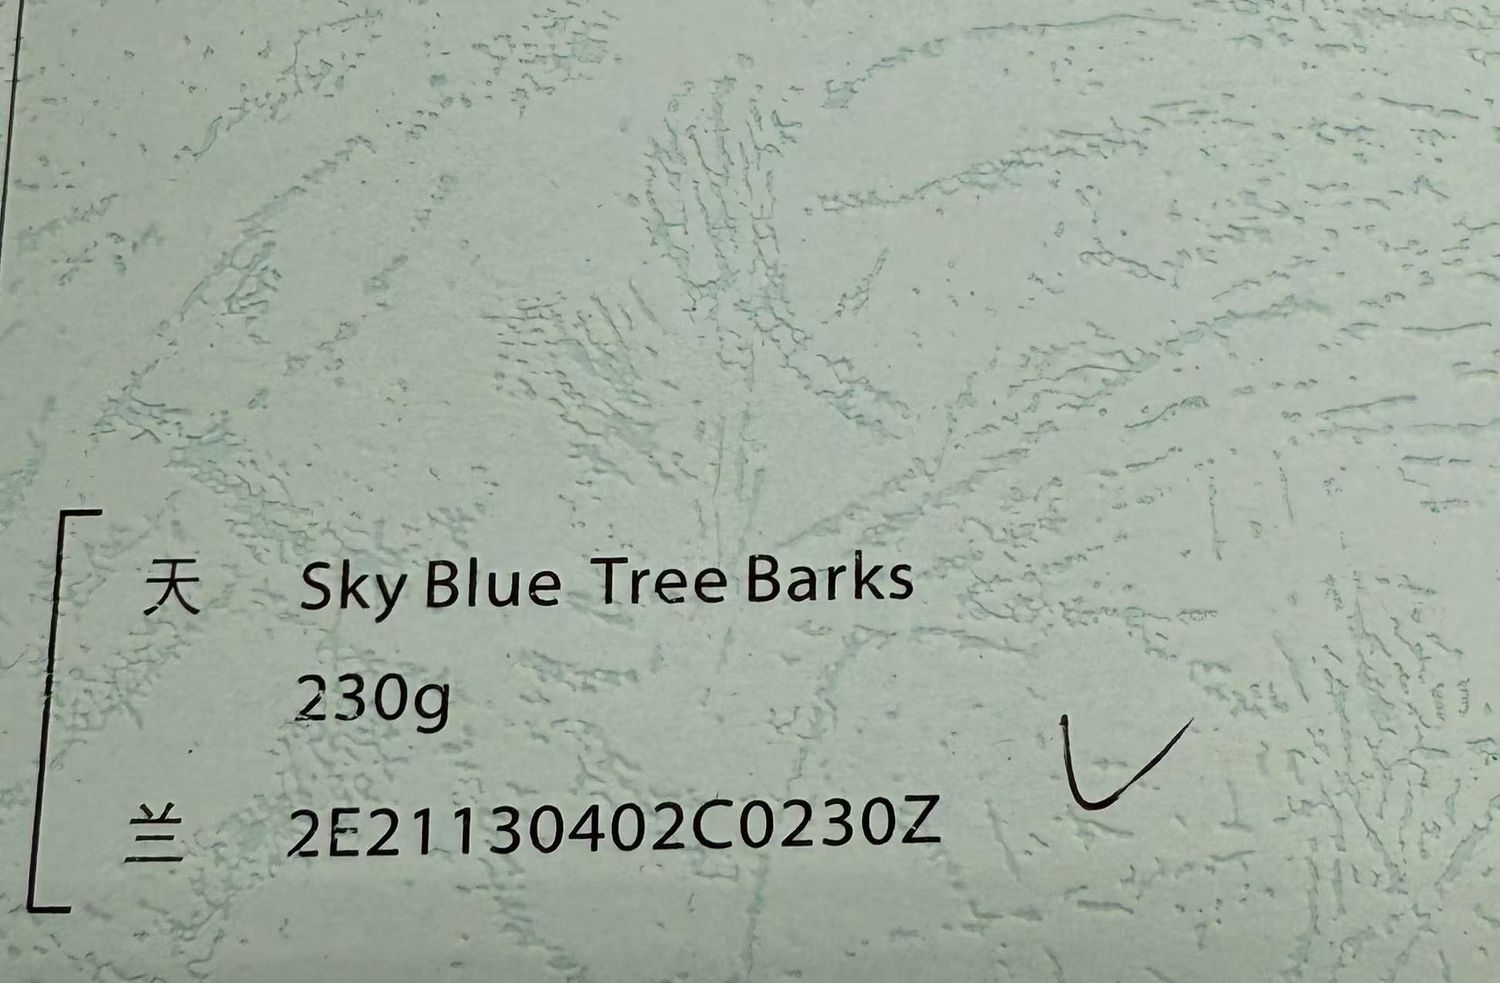 天 Sky Blue Tree Barks
230g
兰 2E21130402C0230Z